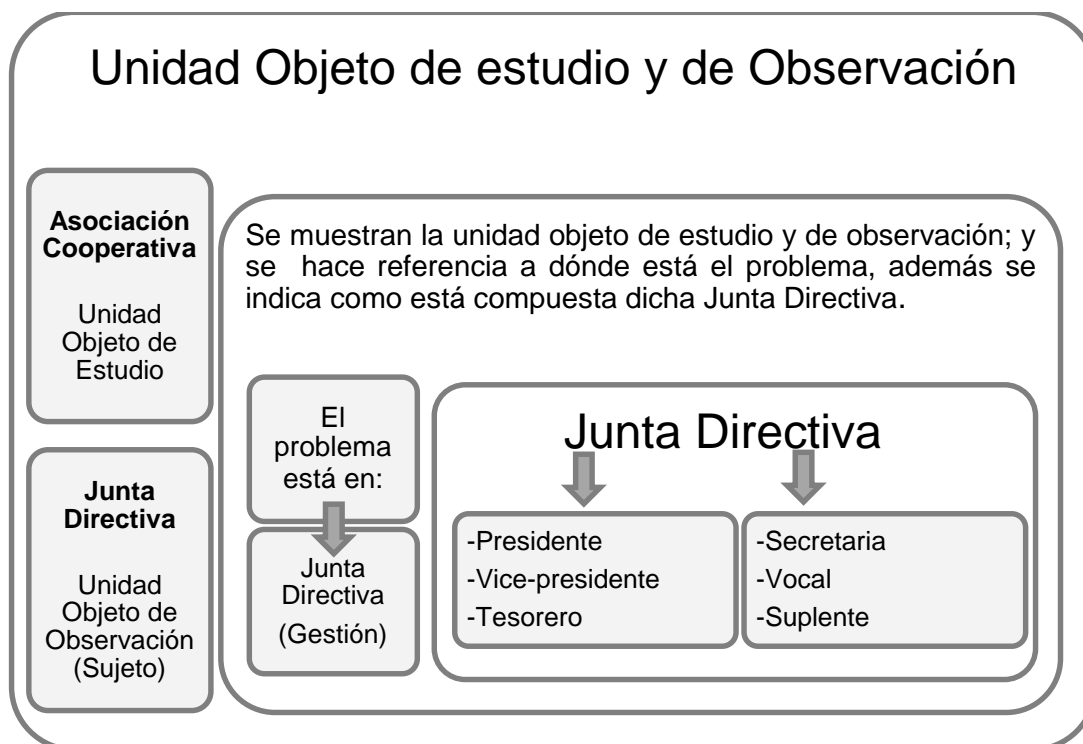 Unidad Objeto de estudio y de Observación
Asociación
Cooperativa
Unidad
Objeto de
Estudio
Junta
Directiva
Unidad
Objeto de
Observación
(Sujeto)
Se muestran la unidad objeto de estudio y de observación; y
se hace referencia a dónde está el problema, además se
indica como está compuesta dicha Junta Directiva.
El
problema
está en:
Junta
Directiva
(Gestión)
Junta Directiva
-Presidente
-Vice-presidente
-Tesorero
-Secretaria
-Vocal
-Suplente